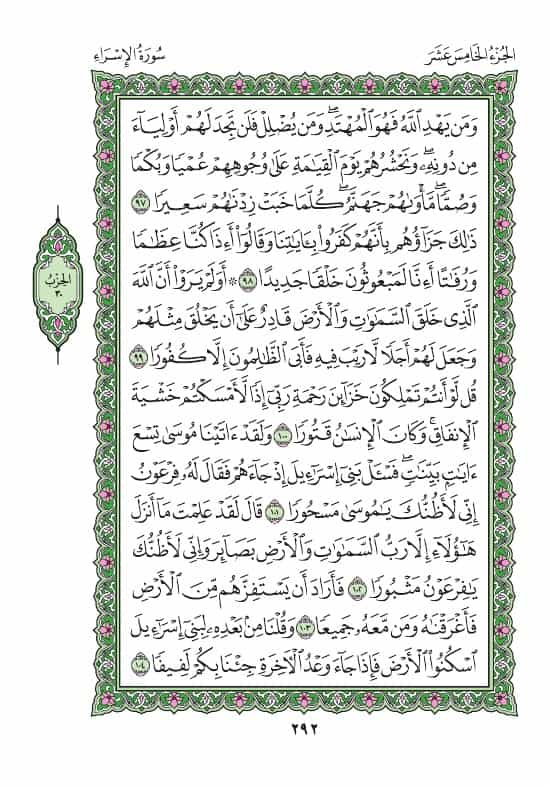 الجُزءُ الخَامِسَ عَشَرَ
سُورَةُ الإِسْرَاءِ
وَمَن يَهْدِ ٱللَّهُ فَهُوَ ٱلْمُهْتَدِۖ وَمَن يُضْلِلْ فَلَن تَجِدَ لَهُمْ أَوْلِيَآءَ
مِن دُونِهِۦۖ وَنَحْشُرُهُمْ يَوْمَ ٱلْقِيَٰمَةِ عَلَىٰ وُجُوهِهِمْ عُمْيًا وَبُكْمًا
وَصُمًّاۖ مَّأْوَىٰهُمْ جَهَنَّمُۖ كُلَّمَا خَبَتْ زِدْنَٰهُمْ سَعِيرًا ٩٧
ذَٰلِكَ جَزَآؤُهُم بِأَنَّهُمْ كَفَرُوا۟ بِـَٔايَٰتِنَا وَقَالُوٓا۟ أَءِذَا كُنَّا عِظَٰمًا
وَرُفَٰتًا أَءِنَّا لَمَبْعُوثُونَ خَلْقًا جَدِيدًا ٩٨ ۞ أَوَلَمْ يَرَوْا۟ أَنَّ ٱللَّهَ
ٱلَّذِى خَلَقَ ٱلسَّمَٰوَٰتِ وَٱلْأَرْضَ قَادِرٌ عَلَىٰٓ أَن يَخْلُقَ مِثْلَهُمْ
وَجَعَلَ لَهُمْ أَجَلًا لَّا رَيْبَ فِيهِ فَأَبَى ٱلظَّٰلِمُونَ إِلَّا كُفُورًا ٩٩
قُل لَّوْ أَنتُمْ تَمْلِكُونَ خَزَآئِنَ رَحْمَةِ رَبِّىٓ إِذًا لَّأَمْسَكْتُمْ خَشْيَةَ
ٱلْإِنفَاقِۚ وَكَانَ ٱلْإِنسَٰنُ قَتُورًا ١٠٠ وَلَقَدْ ءَاتَيْنَا مُوسَىٰ تِسْعَ
ءَايَٰتٍۭ بَيِّنَٰتٍۖ فَسْـَٔلْ بَنِىٓ إِسْرَٰٓءِيلَ إِذْ جَآءَهُمْ فَقَالَ لَهُۥ فِرْعَوْنُ
إِنِّى لَأَظُنُّكَ يَٰمُوسَىٰ مَسْحُورًا ١٠١ قَالَ لَقَدْ عَلِمْتَ مَآ أَنزَلَ
هَٰٓؤُلَآءِ إِلَّا رَبُّ ٱلسَّمَٰوَٰتِ وَٱلْأَرْضِ بَصَآئِرَ وَإِنِّى لَأَظُنُّكَ
يَٰفِرْعَوْنُ مَثْبُورًا ١٠٢ فَأَرَادَ أَن يَسْتَفِزَّهُم مِّنَ ٱلْأَرْضِ
فَأَغْرَقْنَٰهُ وَمَن مَّعَهُۥ جَمِيعًا ١٠٣ وَقُلْنَا مِنۢ بَعْدِهِۦ لِبَنِىٓ إِسْرَٰٓءِيلَ
ٱسْكُنُوا۟ ٱلْأَرْضَ فَإِذَا جَآءَ وَعْدُ ٱلْءَاخِرَةِ جِئْنَا بِكُمْ لَفِيفًا ١٠٤
الحِزْبُ
٣٠
٢٩٢